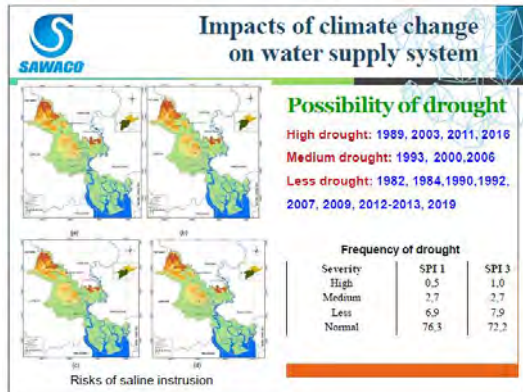 SAWACO
Impacts of climate change
on water supply system
Possibility of drought
High drought: 1989, 2003, 2011, 2016
Medium drought: 1993, 2000,2006
Less drought: 1982, 1984,1990,1992,
2007, 2009, 2012-2013, 2019
(a)
(b)
(c)
(d)
Risks of saline instrusion
Frequency of drought
Severity SPI 1 SPI 3
High 0,5 1,0
Medium 2,7 2,7
Less 6,9 7,9
Normal 76,3 72,2